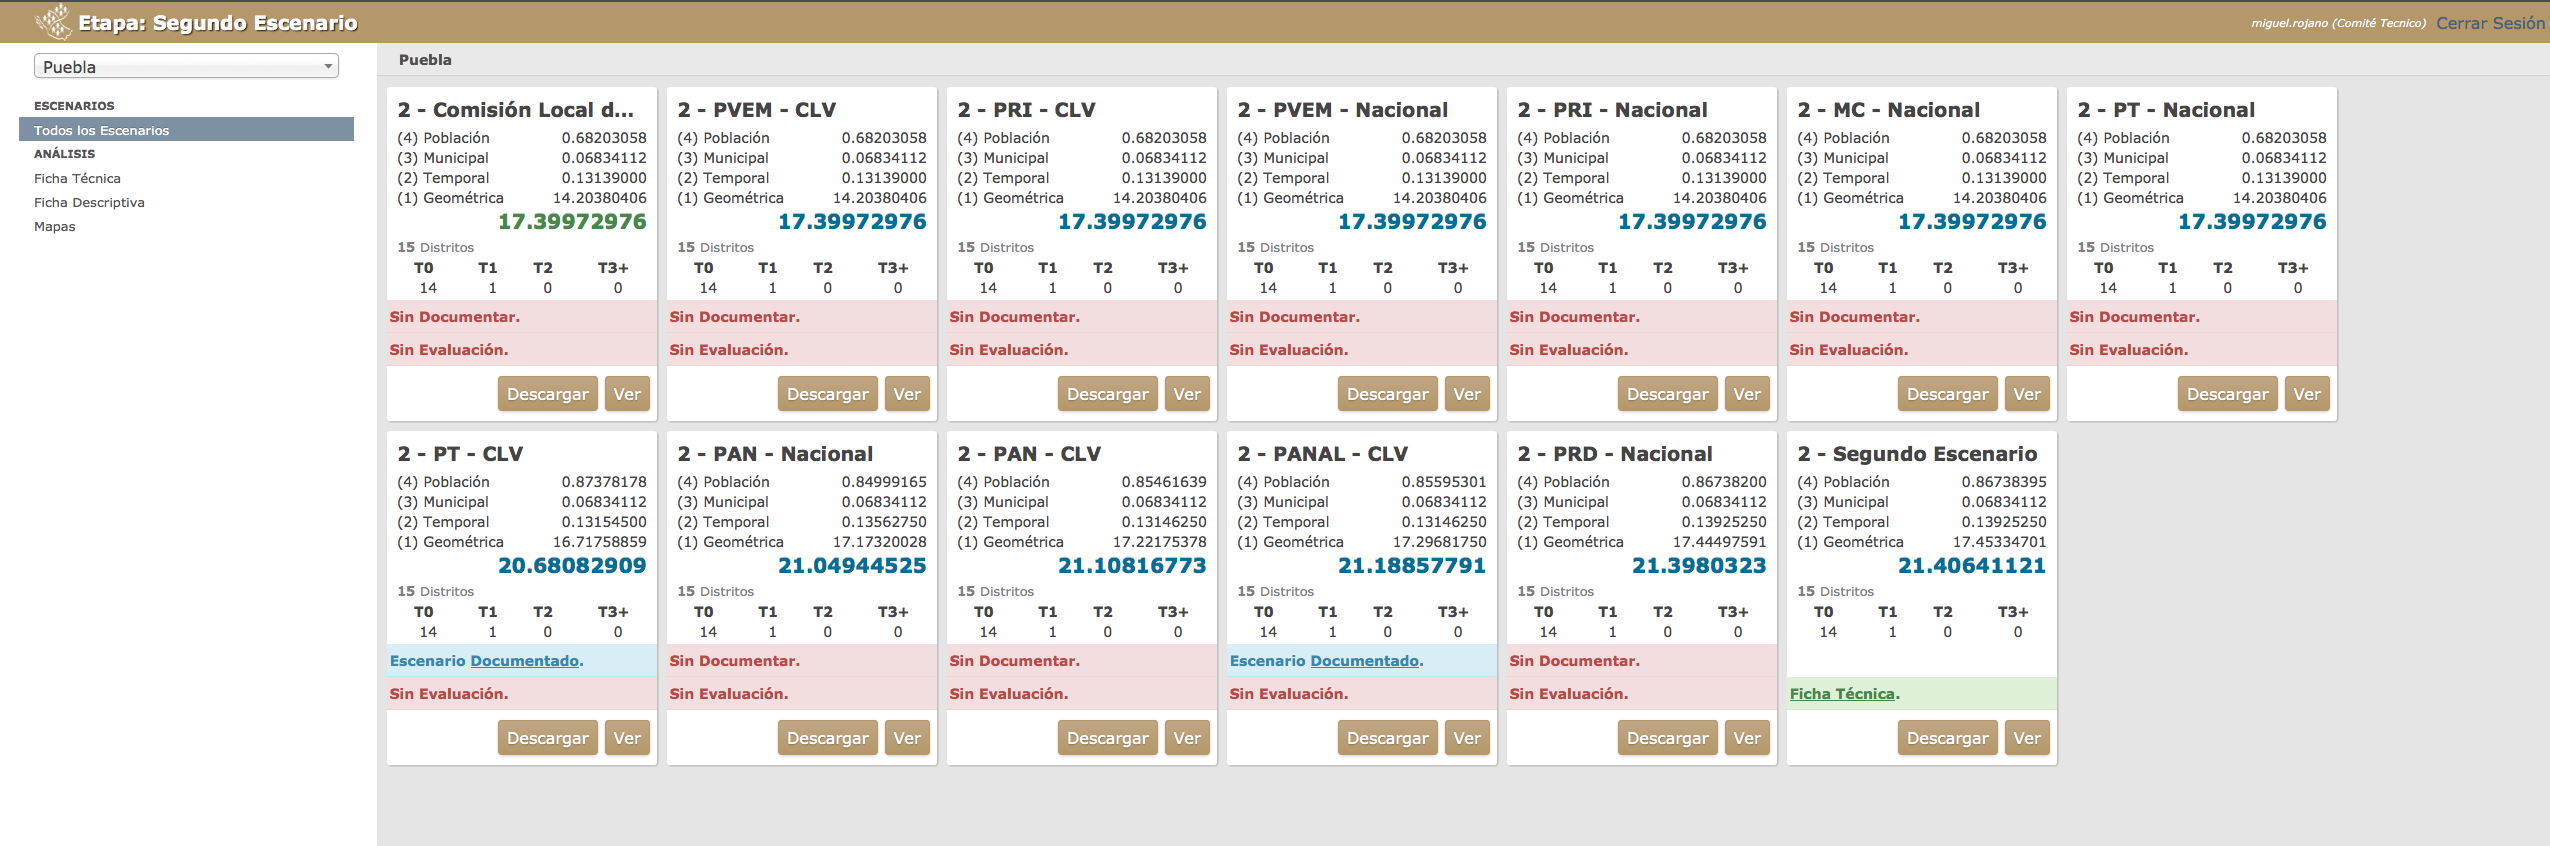 Etapa: Segundo Escenario
miguel.rojano (Comité Tecnico) Cerrar Sesión
Puebla
ESCENARIOS
Todos los Escenarios
ANÁLISIS
Ficha Técnica
Ficha Descriptiva
Mapas
Puebla
2 - Comisión Local d...
(4) Población 0.68203058
(3) Municipal 0.06834112
(2) Temporal 0.13139000
(1) Geométrica 14.20380406
17.39972976
15 Distritos
T0 T1 T2 T3+
14 1 0 0
Sin Documentar.
Sin Evaluación.
Descargar Ver
2 - PVEM - CLV
(4) Población 0.68203058
(3) Municipal 0.06834112
(2) Temporal 0.13139000
(1) Geométrica 14.20380406
17.39972976
15 Distritos
T0 T1 T2 T3+
14 1 0 0
Sin Documentar.
Sin Evaluación.
Descargar Ver
2 - PRI - CLV
(4) Población 0.68203058
(3) Municipal 0.06834112
(2) Temporal 0.13139000
(1) Geométrica 14.20380406
17.39972976
15 Distritos
T0 T1 T2 T3+
14 1 0 0
Sin Documentar.
Sin Evaluación.
Descargar Ver
2 - PVEM - Nacional
(4) Población 0.68203058
(3) Municipal 0.06834112
(2) Temporal 0.13139000
(1) Geométrica 14.20380406
17.39972976
15 Distritos
T0 T1 T2 T3+
14 1 0 0
Sin Documentar.
Sin Evaluación.
Descargar Ver
2 - PRI - Nacional
(4) Población 0.68203058
(3) Municipal 0.06834112
(2) Temporal 0.13139000
(1) Geométrica 14.20380406
17.39972976
15 Distritos
T0 T1 T2 T3+
14 1 0 0
Sin Documentar.
Sin Evaluación.
Descargar Ver
2 - MC - Nacional
(4) Población 0.68203058
(3) Municipal 0.06834112
(2) Temporal 0.13139000
(1) Geométrica 14.20380406
17.39972976
15 Distritos
T0 T1 T2 T3+
14 1 0 0
Sin Documentar.
Sin Evaluación.
Descargar Ver
2 - PT - Nacional
(4) Población 0.68203058
(3) Municipal 0.06834112
(2) Temporal 0.13139000
(1) Geométrica 14.20380406
17.39972976
15 Distritos
T0 T1 T2 T3+
14 1 0 0
Sin Documentar.
Sin Evaluación.
Descargar Ver
2 - PT - CLV
(4) Población 0.87378178
(3) Municipal 0.06834112
(2) Temporal 0.13154500
(1) Geométrica 16.71758859
20.68082909
15 Distritos
T0 T1 T2 T3+
14 1 0 0
Escenario Documentado.
Sin Evaluación.
Descargar Ver
2 - PAN - Nacional
(4) Población 0.84999165
(3) Municipal 0.06834112
(2) Temporal 0.13562750
(1) Geométrica 17.17320028
21.04944525
15 Distritos
T0 T1 T2 T3+
14 1 0 0
Sin Documentar.
Sin Evaluación.
Descargar Ver
2 - PAN - CLV
(4) Población 0.85461639
(3) Municipal 0.06834112
(2) Temporal 0.13146250
(1) Geométrica 17.22175378
21.10816773
15 Distritos
T0 T1 T2 T3+
14 1 0 0
Sin Documentar.
Sin Evaluación.
Descargar Ver
2 - PANAL - CLV
(4) Población 0.85595301
(3) Municipal 0.06834112
(2) Temporal 0.13146250
(1) Geométrica 17.29681750
21.18857791
15 Distritos
T0 T1 T2 T3+
14 1 0 0
Escenario Documentado.
Sin Evaluación.
Descargar Ver
2 - PRD - Nacional
(4) Población 0.86738200
(3) Municipal 0.06834112
(2) Temporal 0.13925250
(1) Geométrica 17.44497591
21.3980323
15 Distritos
T0 T1 T2 T3+
14 1 0 0
Sin Documentar.
Sin Evaluación.
Descargar Ver
2 - Segundo Escenario
(4) Población 0.86738395
(3) Municipal 0.06834112
(2) Temporal 0.13925250
(1) Geométrica 17.45334701
21.40641121
15 Distritos
T0 T1 T2 T3+
14 1 0 0
Ficha Técnica.
Descargar Ver